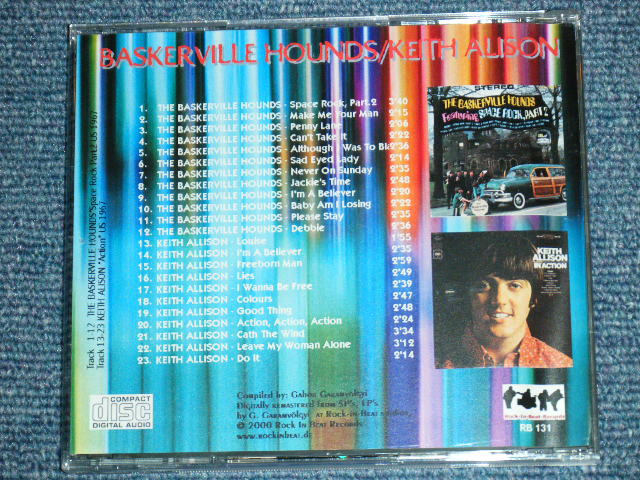 BASKERVILLE HOUNDS/KEITH ALISON
1. THE BASKERVILLE HOUNDS - Space Rock, Part.2 3'40
2. THE BASKERVILLE HOUNDS - Make Me Your Man 2'15
3. THE BASKERVILLE HOUNDS - Penny Lane 2'06
4. THE BASKERVILLE HOUNDS - Can't Take It 2'22
5. THE BASKERVILLE HOUNDS - Although I Was To Bla 2'36
6. THE BASKERVILLE HOUNDS - Sad Eyed Lady 2'14
7. THE BASKERVILLE HOUNDS - Never On Sunday 2'35
8. THE BASKERVILLE HOUNDS - Jackie's Time 2'48
9. THE BASKERVILLE HOUNDS - I'm A Believer 2'20
10. THE BASKERVILLE HOUNDS - Baby Am I Losing 2'22
11. THE BASKERVILLE HOUNDS - Please Stay 2'35
12. THE BASKERVILLE HOUNDS - Debbie 2'36
13. KEITH ALLISON - Louise 1'55
14. KEITH ALLISON - I'm A Believer 2'35
15. KEITH ALLISON - Freeborn Man 2'59
16. KEITH ALLISON - Lies 2'49
17. KEITH ALLISON - I Wanna Be Free 2'39
18. KEITH ALLISON - Colours 2'47
19. KEITH ALLISON - Good Thing 2'48
20. KEITH ALLISON - Action, Action, Action 2'24
21. KEITH ALLISON - Cath The Wind 3'34
22. KEITH ALLISON - Leave My Woman Alone 3'12
23. KEITH ALLISON - Do It 2'14
Track 1-12 THE BASKERVILLE HOUNDS"Space Rock Part2" US 1967
Track 13-23 KEITH ALISON "Action" US 1967
STEREO
THE BASKERVILLE HOUNDS
Featuring SPACE ROCK, PART 2
KEITH
ALLISON
IN ACTION
COMPACT
disc
DIGITAL AUDIO
Compiled by: Gabor Garamvölgyi
Digitally remastered from SP's, EP's
by G. Garamvölgyi at Rock-in-Beat studios,
© 2000 Rock In Beat Records
www.rockinbeat.de
Rock-In-Beat-Records
RB 131